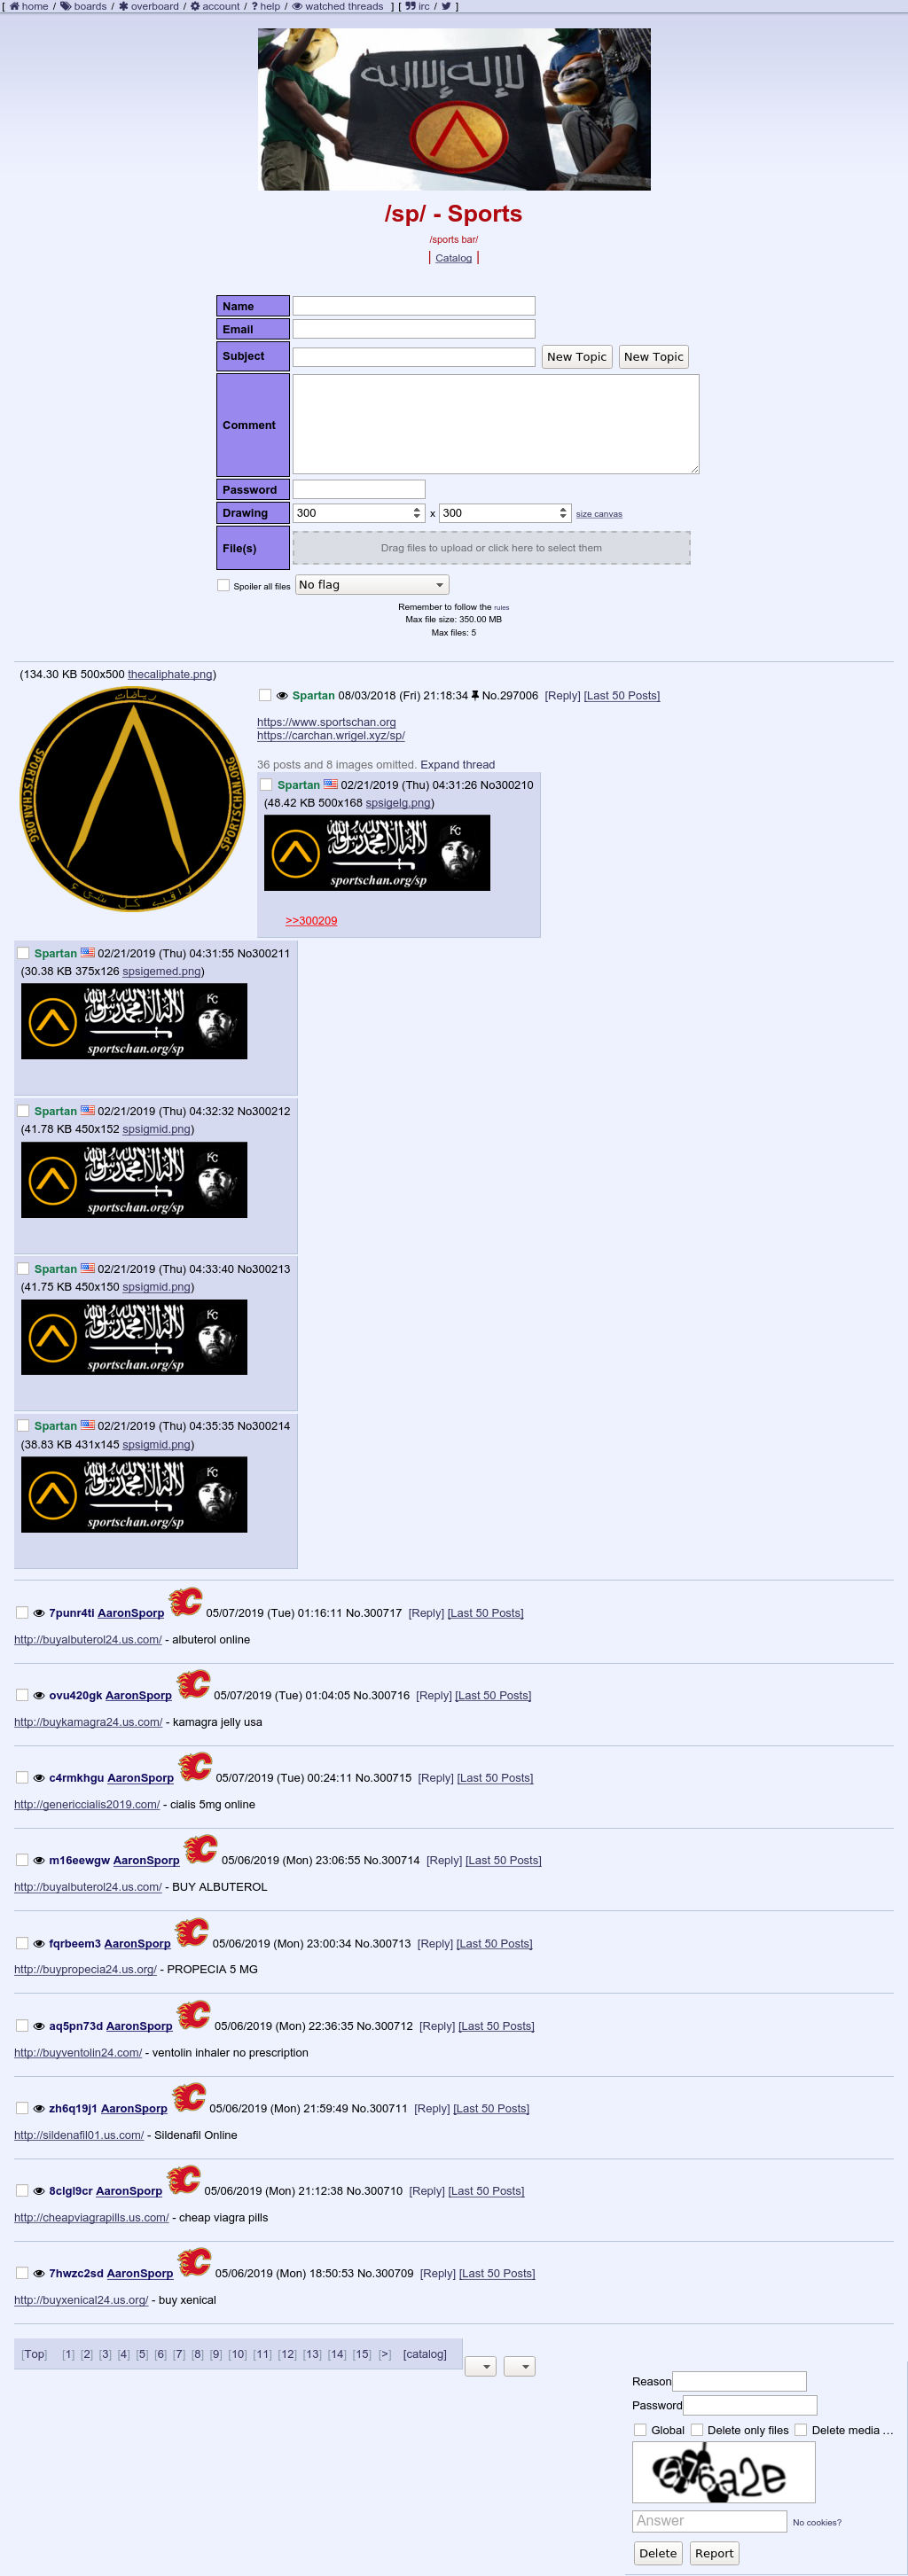 [ home / boards / overboard / account / help / watched threads ] [ irc / ]
/sp/ - Sports
/sports bar/
Catalog
Name
Email
Subject New Topic New Topic
Comment
Password
Drawing 300 x 300 size canvas
File(s) Drag files to upload or click here to select them
Spoiler all files No flag
Remember to follow the rules
Max file size: 350.00 MB
Max files: 5
(134.30 KB 500x500 thecaliphate.png)
SPORTSCHAN.ORG SPORTSCHAN.ORG
Spartan 08/03/2018 (Fri) 21:18:34 No.297006 [Reply] [Last 50 Posts]
https://www.sportschan.org
https://carchan.wrigel.xyz/sp/
36 posts and 8 images omitted. Expand thread
Spartan 02/21/2019 (Thu) 04:31:26 No300210
(48.42 KB 500x168 spsigelg.png)
sportschan.org/sp
>>300209
Spartan 02/21/2019 (Thu) 04:31:55 No300211
(30.38 KB 375x126 spsigemed.png)
sportschan.org/sp
Spartan 02/21/2019 (Thu) 04:32:32 No300212
(41.78 KB 450x152 spsigmid.png)
sportschan.org/sp
Spartan 02/21/2019 (Thu) 04:33:40 No300213
(41.75 KB 450x150 spsigmid.png)
sportschan.org/sp
Spartan 02/21/2019 (Thu) 04:35:35 No300214
(38.83 KB 431x145 spsigmid.png)
sportschan.org/sp
7punr4ti AaronSporp 05/07/2019 (Tue) 01:16:11 No.300717 [Reply] [Last 50 Posts]
http://buyalbuterol24.us.com/ - albuterol online
ovu420gk AaronSporp 05/07/2019 (Tue) 01:04:05 No.300716 [Reply] [Last 50 Posts]
http://buykamagra24.us.com/ - kamagra jelly usa
c4rmkhgu AaronSporp 05/07/2019 (Tue) 00:24:11 No.300715 [Reply] [Last 50 Posts]
http://genericcialis2019.com/ - cialis 5mg online
m16eewgw AaronSporp 05/06/2019 (Mon) 23:06:55 No.300714 [Reply] [Last 50 Posts]
http://buyalbuterol24.us.com/ - BUY ALBUTEROL
fqrbeem3 AaronSporp 05/06/2019 (Mon) 23:00:34 No.300713 [Reply] [Last 50 Posts]
http://buypropecia24.us.org/ - PROPECIA 5 MG
aq5pn73d AaronSporp 05/06/2019 (Mon) 22:36:35 No.300712 [Reply] [Last 50 Posts]
http://buyventolin24.com/ - ventolin inhaler no prescription
zh6q19j1 AaronSporp 05/06/2019 (Mon) 21:59:49 No.300711 [Reply] [Last 50 Posts]
http://sildenafil01.us.com/ - Sildenafil Online
8clgl9cr AaronSporp 05/06/2019 (Mon) 21:12:38 No.300710 [Reply] [Last 50 Posts]
http://cheapviagrapills.us.com/ - cheap viagra pills
7hwzc2sd AaronSporp 05/06/2019 (Mon) 18:50:53 No.300709 [Reply] [Last 50 Posts]
http://buyxenical24.us.org/ - buy xenical
[Top] [1] [2] [3] [4] [5] [6] [7] [8] [9] [10] [11] [12] [13] [14] [15] [>] [catalog]
Reason
Password
Global Delete only files Delete media …
Answer No cookies?
Delete Report